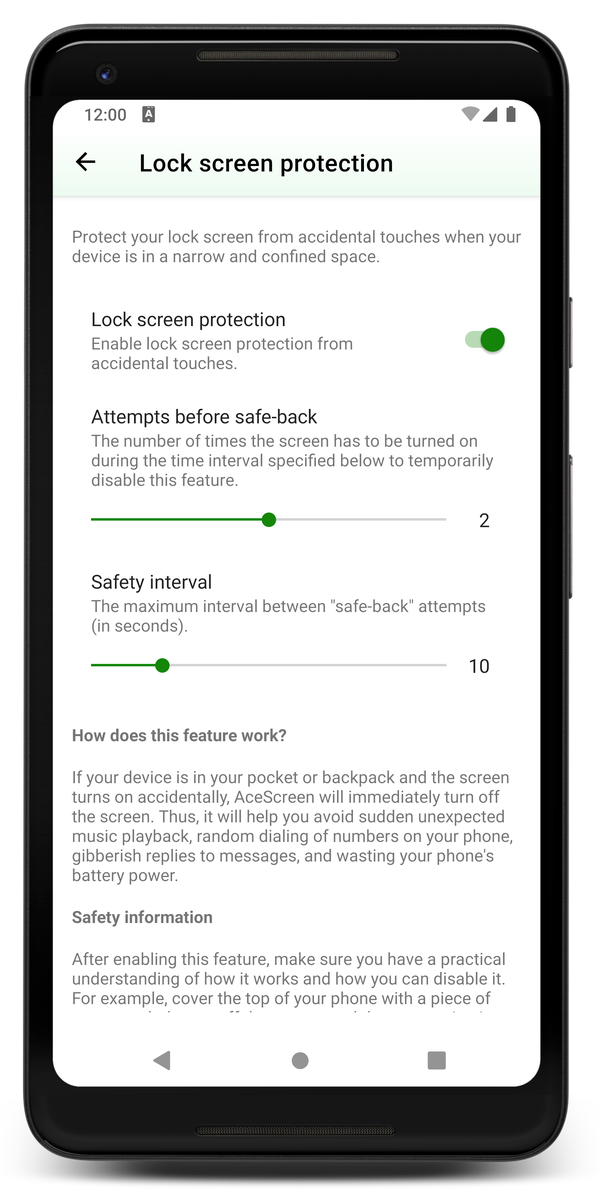 12:00 A
Lock screen protection
Protect your lock screen from accidental touches when your
device is in a narrow and confined space.
Lock screen protection
Enable lock screen protection from
accidental touches.
Attempts before safe-back
The number of times the screen has to be turned on
during the time interval specified below to temporarily
disable this feature.
2
Safety interval
The maximum interval between "safe-back" attempts
(in seconds).
10
How does this feature work?
If your device is in your pocket or backpack and the screen
turns on accidentally, AceScreen will immediately turn off
the screen. Thus, it will help you avoid sudden unexpected
music playback, random dialing of numbers on your phone,
gibberish replies to messages, and wasting your phone's
battery power.
Safety information
After enabling this feature, make sure you have a practical
understanding of how it works and how you can disable it.
For example, cover the top of your phone with a piece of